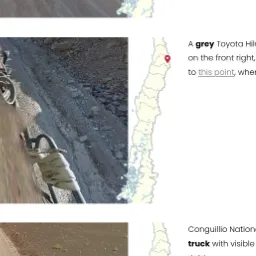 A grey Toyota Hil
on the front right,
to this point, wher
Conguillio Nation
truck with visible